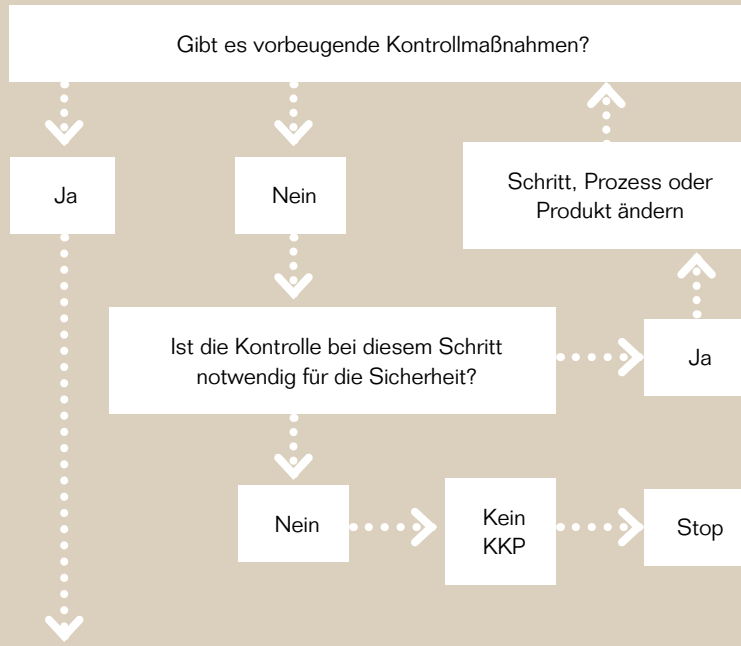 Gibt es vorbeugende Kontrollmaßnahmen?
Ja
Nein
Schritt, Prozess oder
Produkt ändern
Ist die Kontrolle bei diesem Schritt
notwendig für die Sicherheit?
Ja
Nein
Kein
KKP
Stop